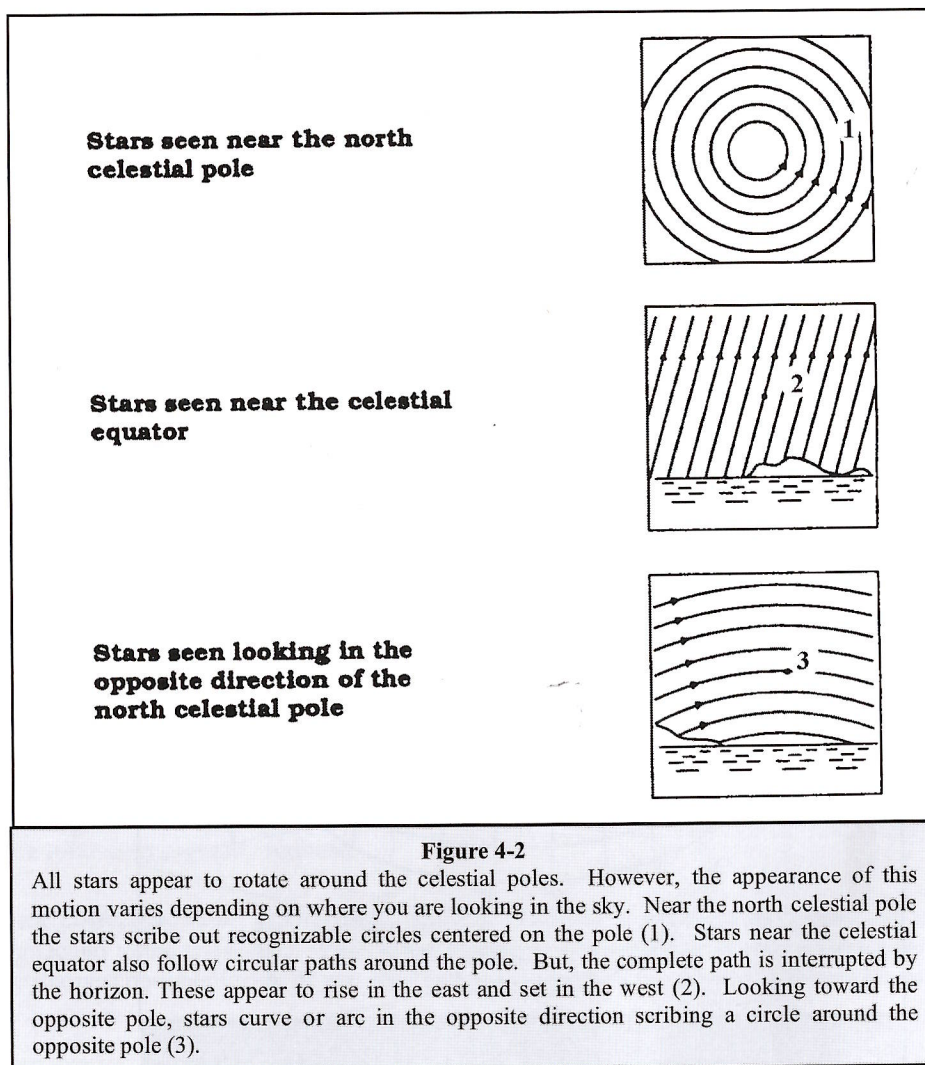 Stars seen near the north
celestial pole
1
Stars seen near the celestial
equator
2
Stars seen looking in the
opposite direction of the
north celestial pole
3
Figure 4-2
All stars appear to rotate around the celestial poles. However, the appearance of this
motion varies depending on where you are looking in the sky. Near the north celestial pole
the stars scribe out recognizable circles centered on the pole (1). Stars near the celestial
equator also follow circular paths around the pole. But, the complete path is interrupted by
the horizon. These appear to rise in the east and set in the west (2). Looking toward the
opposite pole, stars curve or arc in the opposite direction scribing a circle around the
opposite pole (3).